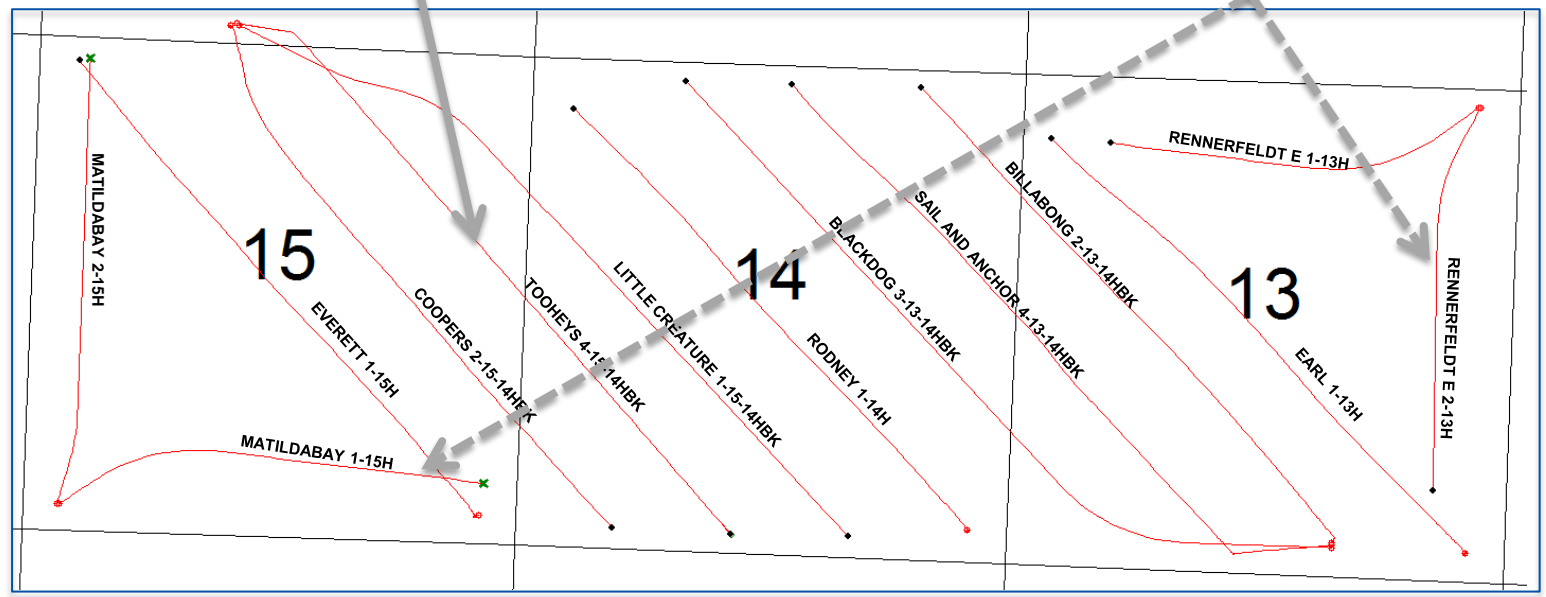 MATILDABAY 2-15H
15
EVERETT 1-15H
MATILDABAY 1-15H
COOPERS 2-15-14HBK
TOOHEYS 4-15-14HBK
LITTLE CREATURE 1-15-14HBK
14
RODNEY 1-14H
BLACKDOG 3-13-14HBK
SAIL AND ANCHOR 4-13-14HBK
BILLABONG 2-13-14HBK
13
EARL 1-13H
RENNERFELDT E 1-13H
RENNERFELDT E 2-13H